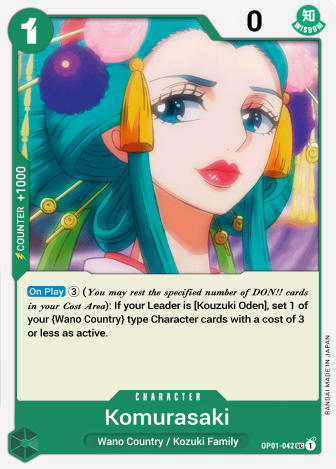 1
0
知
WISDOM
COUNTER +1000
On Play ③ (You may rest the specified number of DON!! cards
in your Cost Area): If your Leader is [Kouzuki Oden], set 1 of
your {Wano Country} type Character cards with a cost of 3
or less as active.
BANDAI MADE IN JAPAN
CHARACTER
Komurasaki
Wano Country / Kozuki Family
OP01-042 UC 1